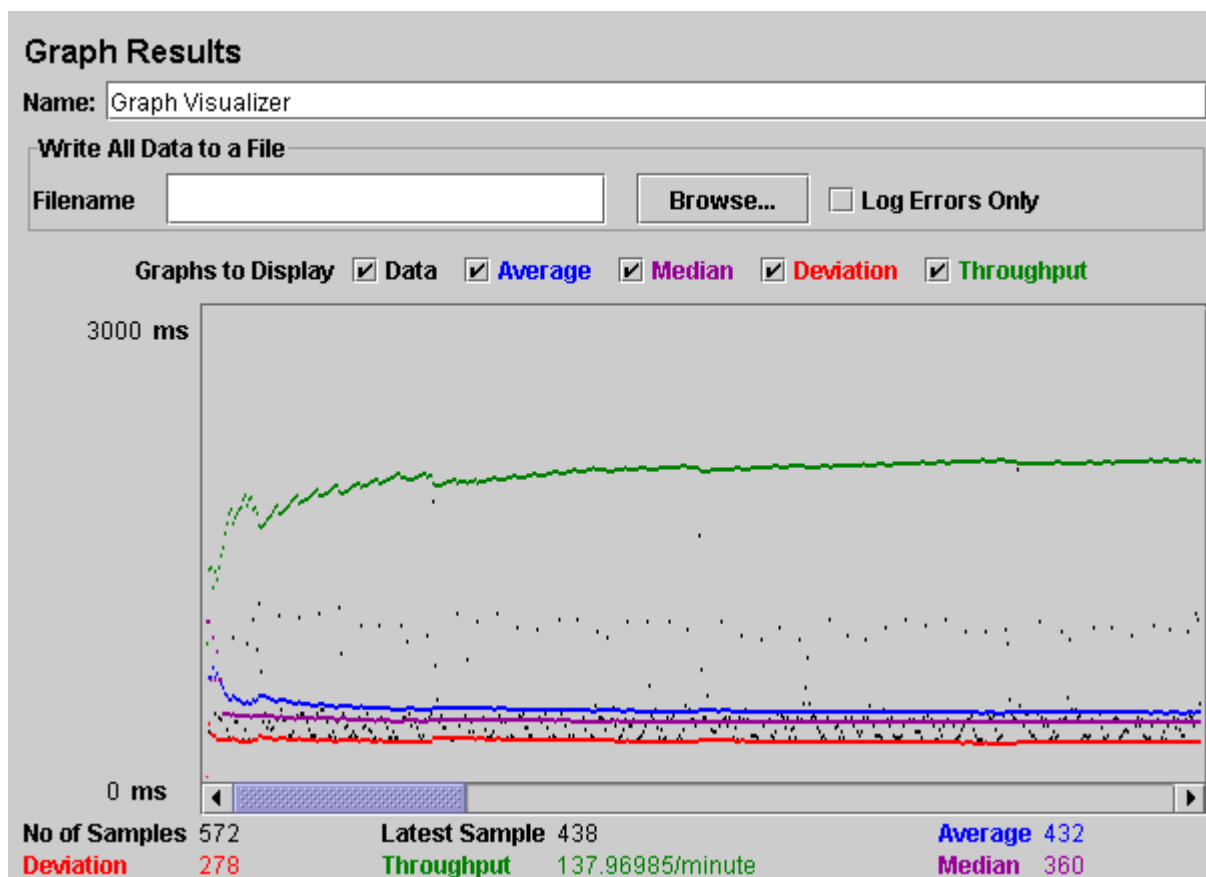 Graph Results
Name: Graph Visualizer
Write All Data to a File
Filename Browse... Log Errors Only
Graphs to Display Data Average Median Deviation Throughput
3000 ms
0 ms
No of Samples 572 Latest Sample 438 Average 432
Deviation 278 Throughput 137.96985/minute Median 360